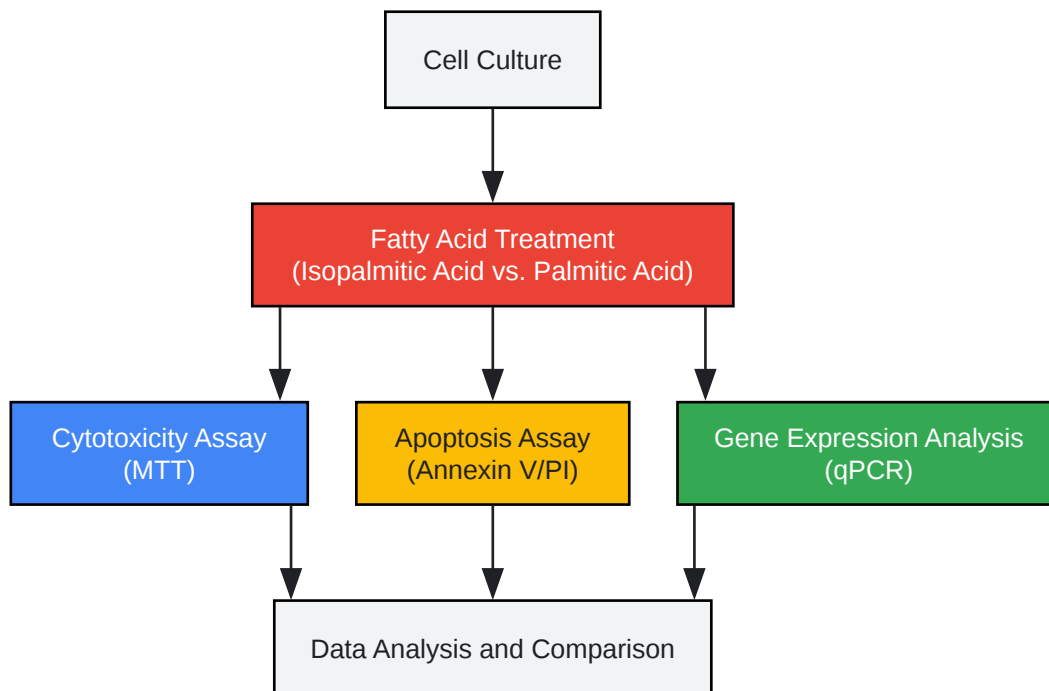 Cell Culture
Fatty Acid Treatment
(Isopalmitic Acid vs. Palmitic Acid)
Cytotoxicity Assay
(MTT)
Apoptosis Assay
(Annexin V/PI)
Gene Expression Analysis
(qPCR)
Data Analysis and Comparison